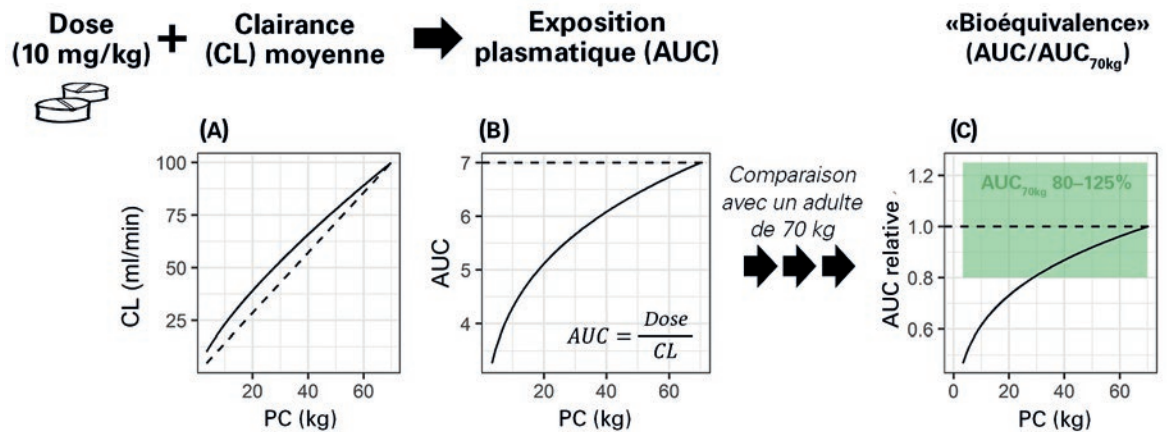 Dose
(10 mg/kg)
+
Clairance
(CL) moyenne
Exposition
plasmatique (AUC)
«Bioéquivalence»
(AUC/AUC70kg)
(A)
CL (ml/min)
100
75
50
25
20
40
60
PC (kg)
(B)
AUC
7
6
5
4
AUC = Dose
CL
20
40
60
PC (kg)
Comparaison
avec un adulte
de 70 kg
(C)
AUC relative
1.2
1.0
0.8
0.6
AUC70kg 80–125%
0
20
40
60
PC (kg)